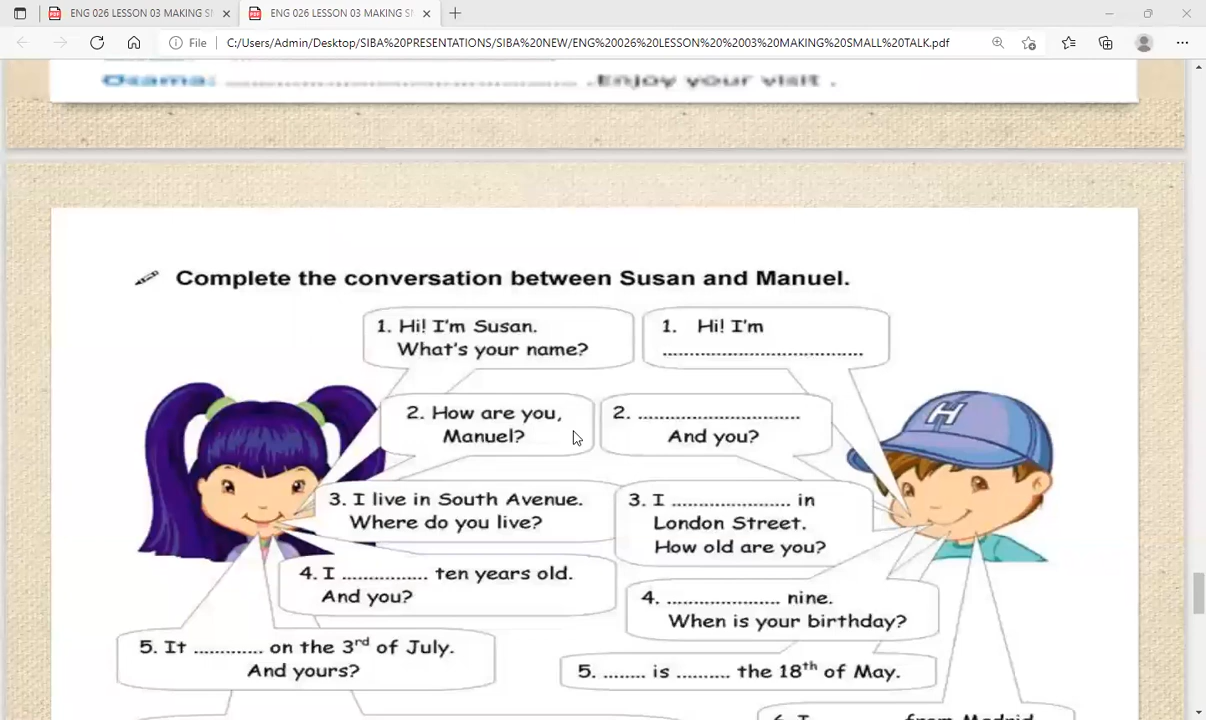 ENG 026 LESSON 03 MAKING S
ENG 026 LESSON 03 MAKING S
File
C:/Users/Admin/Desktop/SIBA%20PRESENTATIONS/SIBA%20NEW/ENG%20026%20LESSON%20%2003%20MAKING%20SMALL%20TALK.pdf
Osama: ........................................ .Enjoy your visit .
Complete the conversation between Susan and Manuel.
1. Hi! I'm Susan.
What's your name?
1. Hi! I'm
.....................................
2. How are you,
Manuel?
2. ..............................
And you?
3. I live in South Avenue.
Where do you live?
3. I ...................... in
London Street.
How old are you?
4. I ................ ten years old.
And you?
4. ..................... nine.
When is your birthday?
5. It ............. on the 3rd of July.
And yours?
5. ........ is .......... the 18th of May.
H
6. I ............ from Madrid